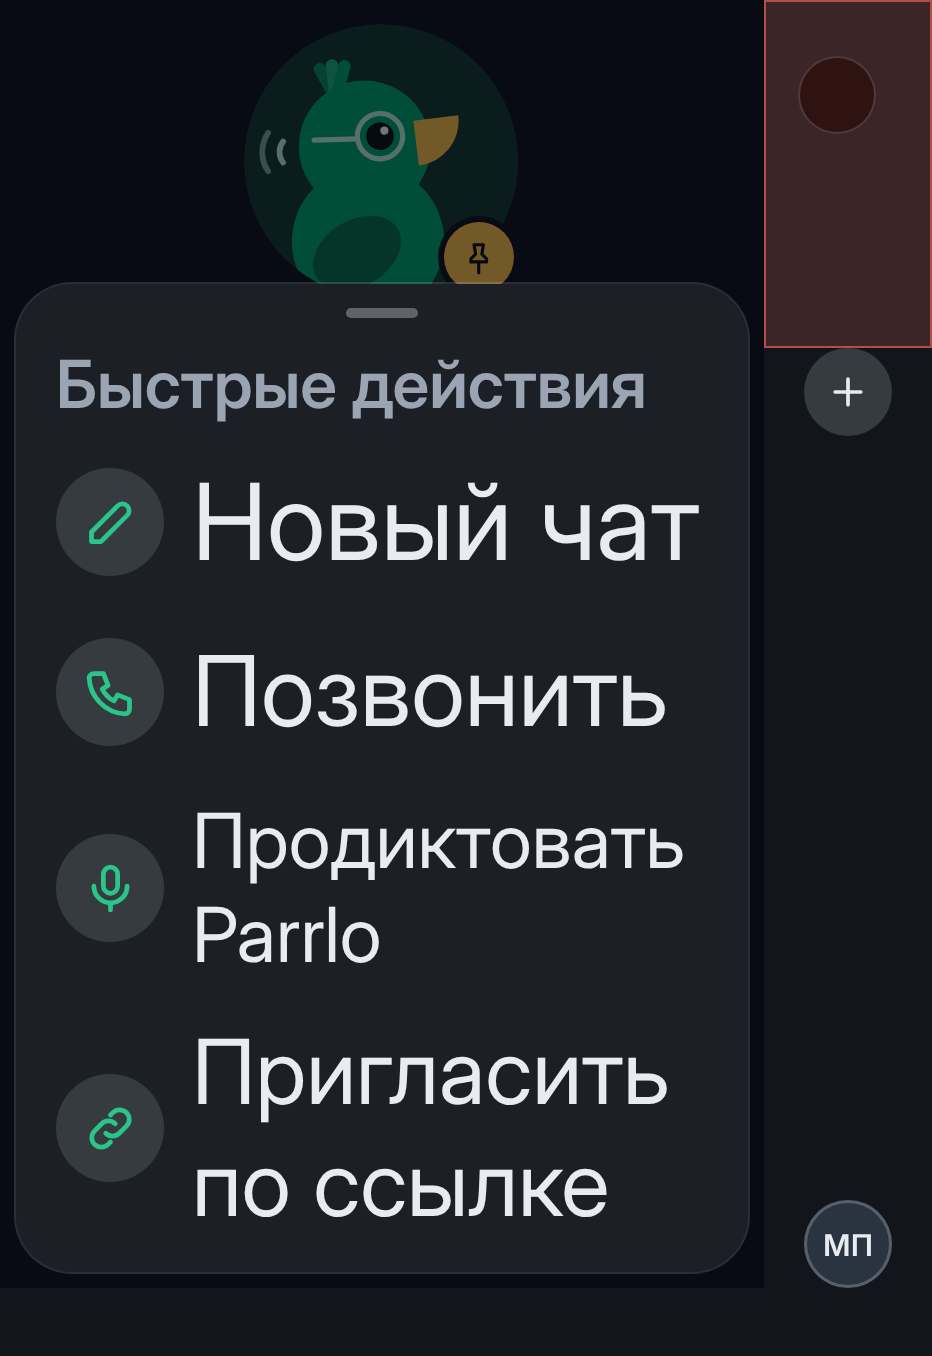 Быстрые действия
Новый чат
Позвонить
Продиктовать
Parrlo
Пригласить
по ссылке
МП